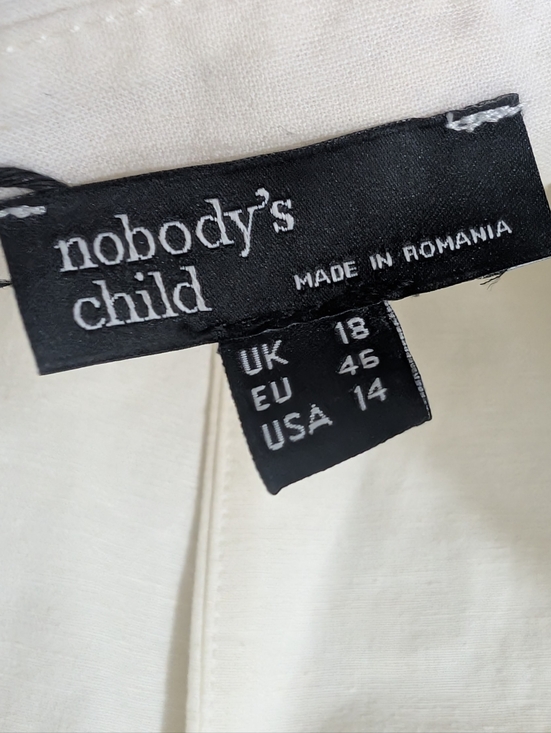 nobody's
child
MADE IN ROMANIA
UK 18
EU 46
USA 14